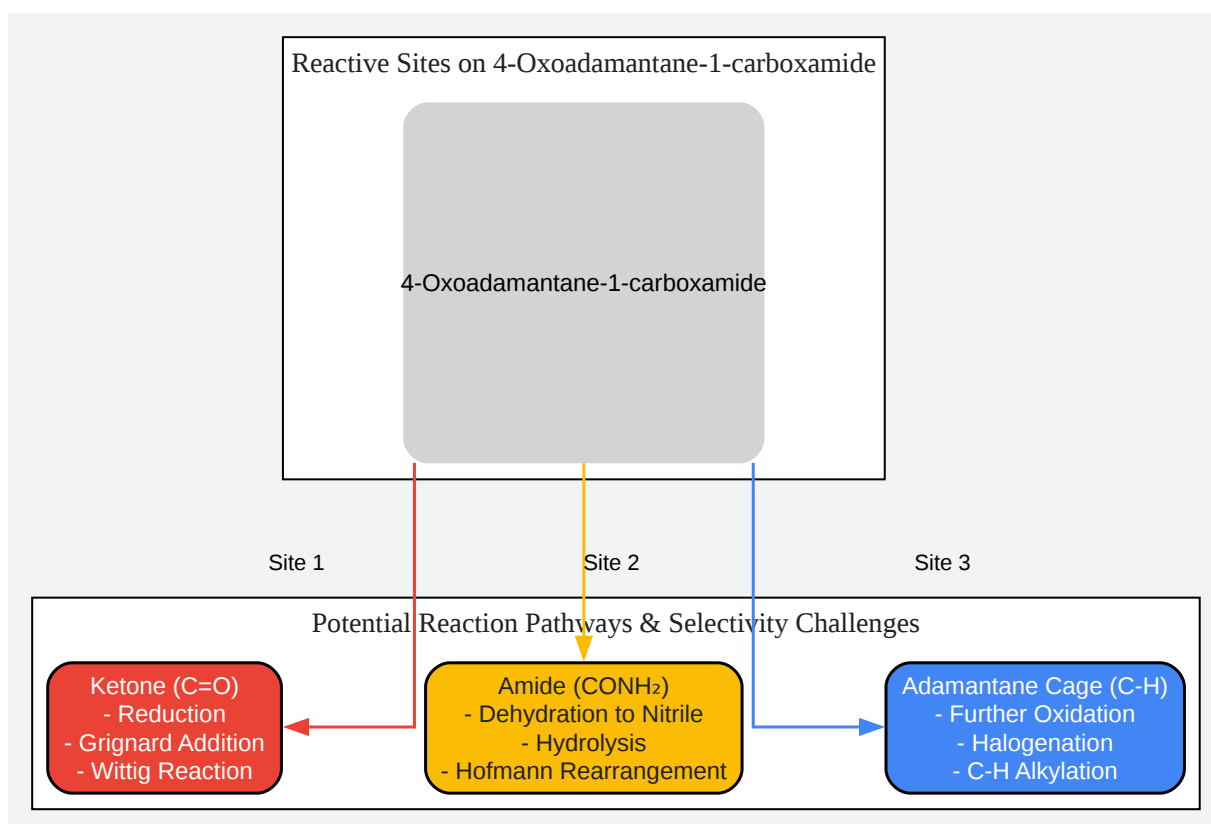 Reactive Sites on 4-Oxoadamantane-1-carboxamide
4-Oxoadamantane-1-carboxamide
Site 1
Site 2
Site 3
Potential Reaction Pathways & Selectivity Challenges
Ketone (C=O)
- Reduction
- Grignard Addition
- Wittig Reaction
Amide (CONH₂)
- Dehydration to Nitrile
- Hydrolysis
- Hofmann Rearrangement
Adamantane Cage (C-H)
- Further Oxidation
- Halogenation
- C-H Alkylation